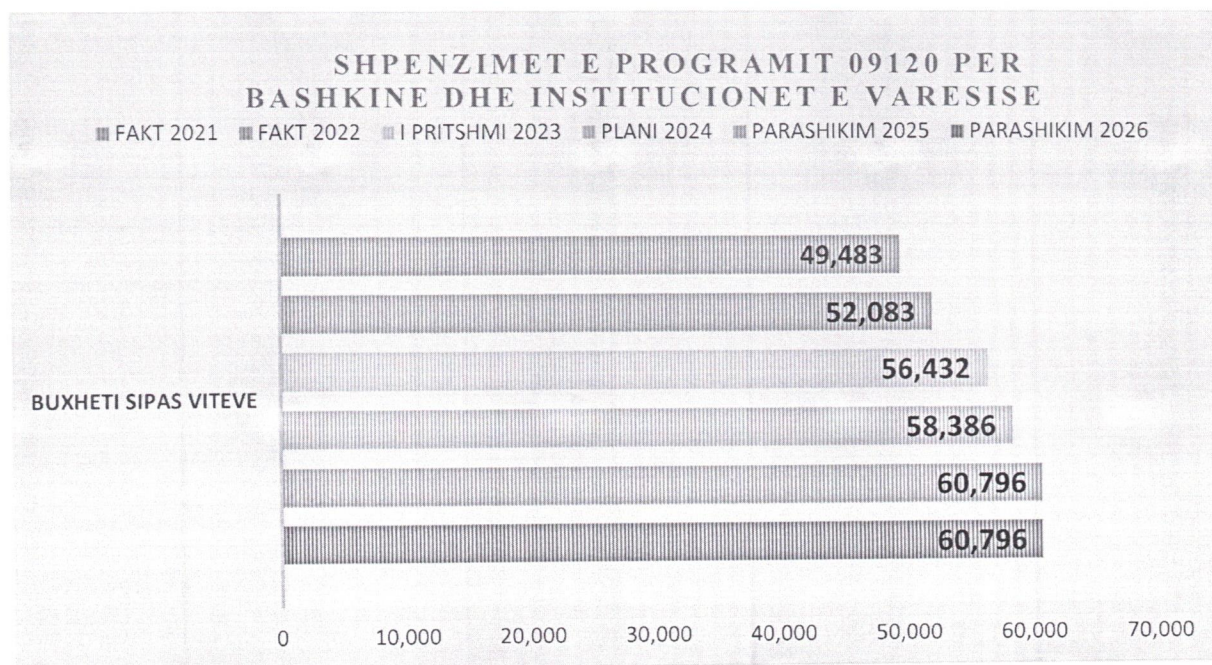 SHPENZIMET E PROGRAMIT 09120 PER
BASHKINE DHE INSTITUCIONET E VARESISE
FAKT 2021 FAKT 2022 I PRITSHMI 2023 PLANI 2024 PARASHIKIM 2025 PARASHIKIM 2026
49,483
52,083
56,432
BUXHETI SIPAS VITEVE
58,386
60,796
60,796
0 10,000 20,000 30,000 40,000 50,000 60,000 70,000